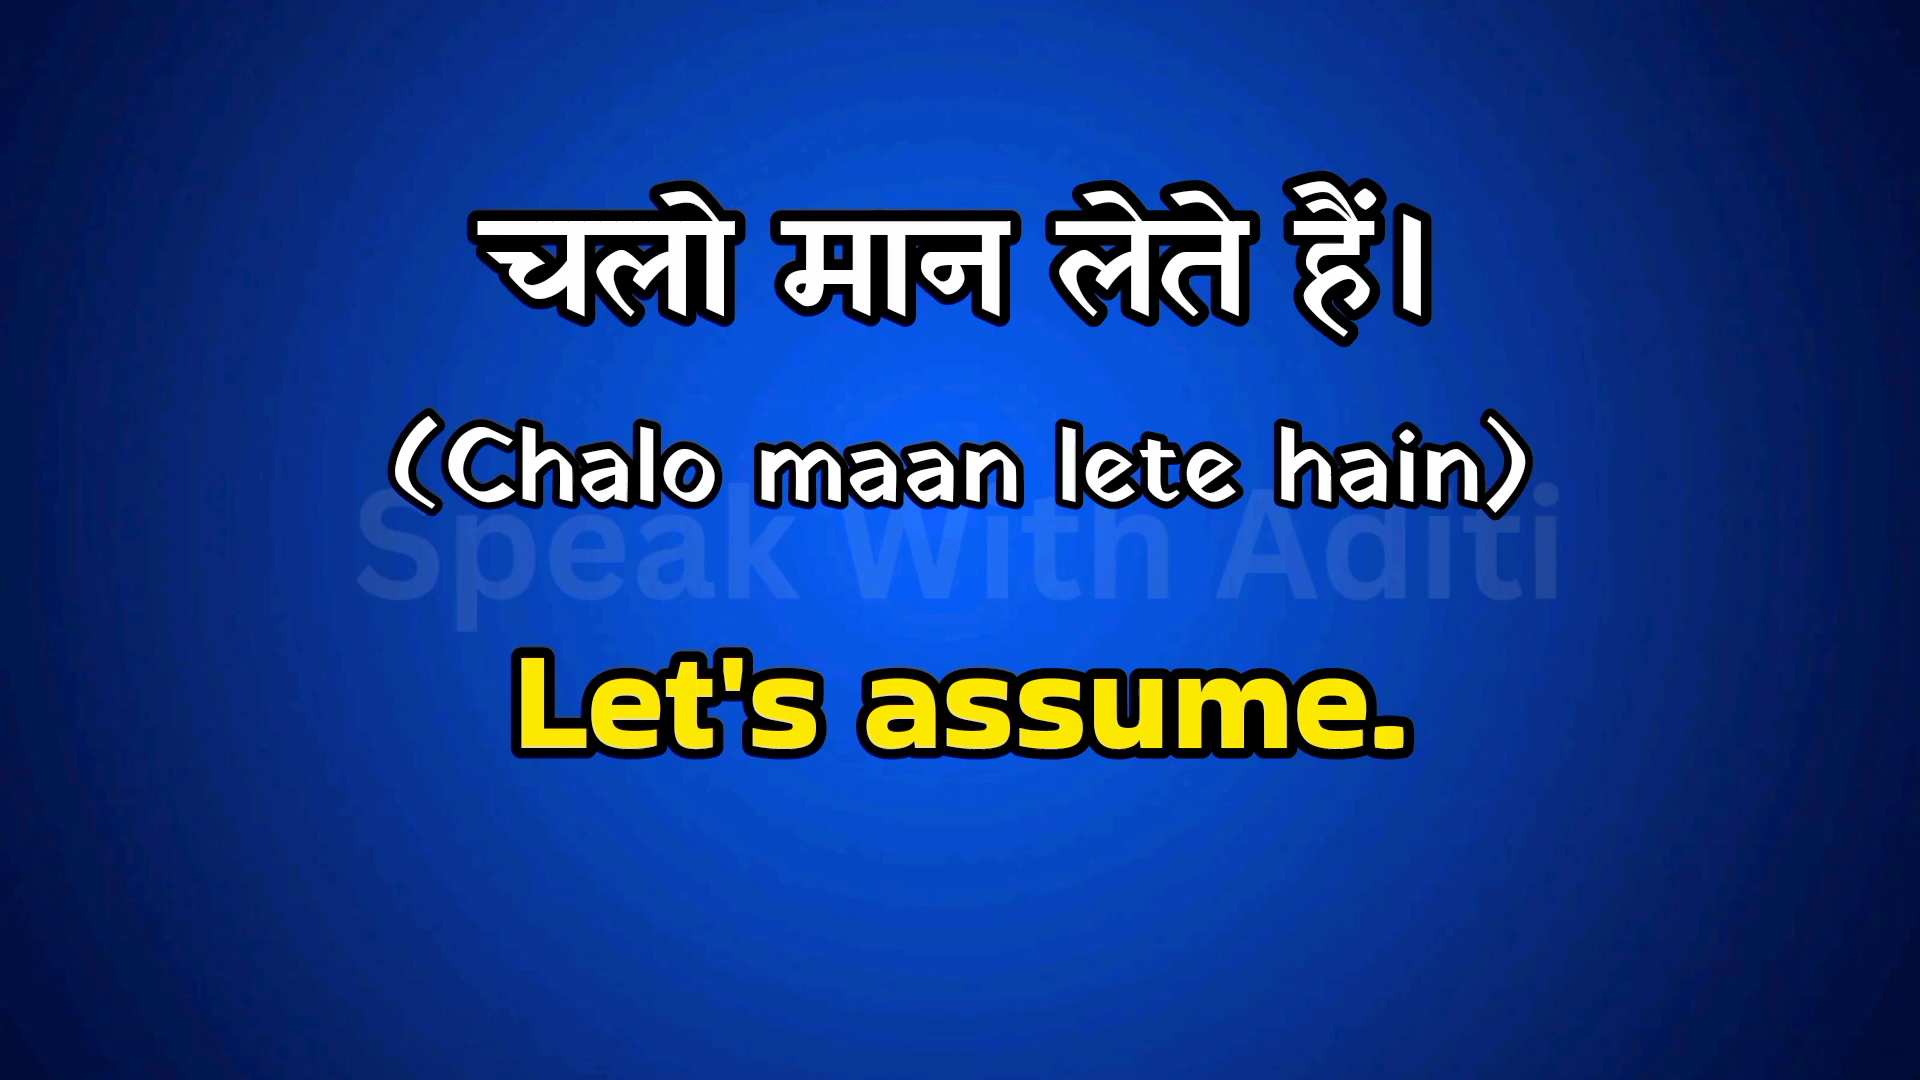 चलो मान लेते हैं।
(Chalo maan lete hain)
Speak With Aditi
Let's assume.